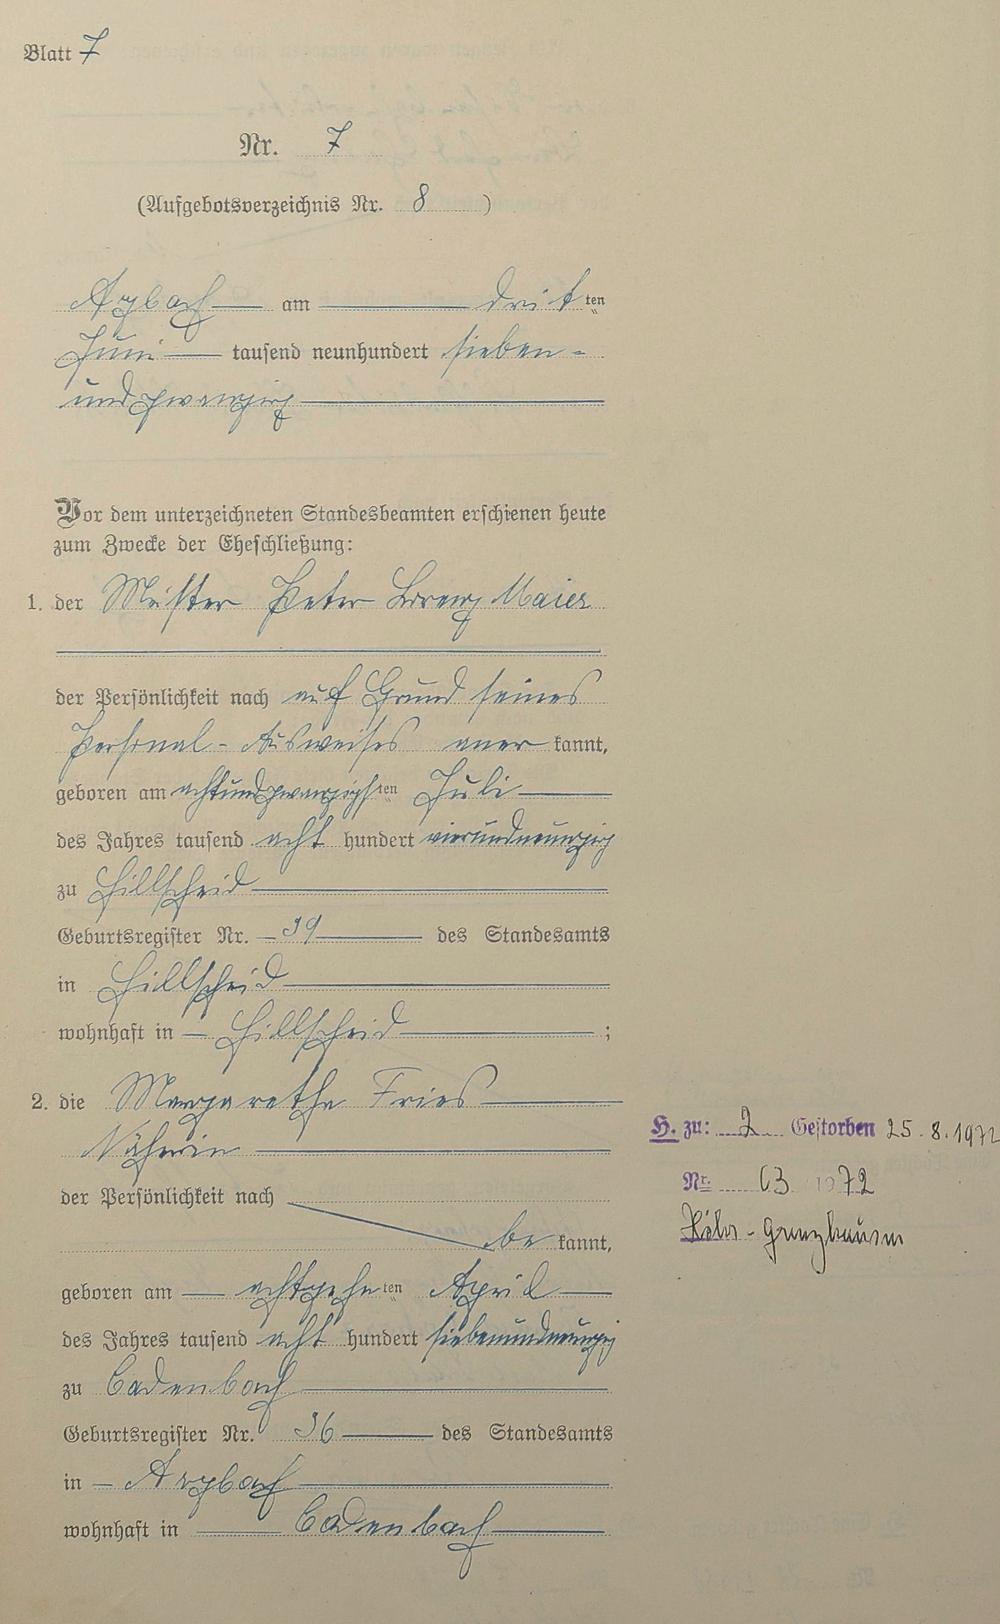 Blatt 7
Nr. 7
(Aufgebotsverzeichnis Nr. 8 )
Arzbach am dritten
Juni tausend neunhundert sieben-
undzwanzig
Vor dem unterzeichneten Standesbeamten erschienen heute
zum Zwecke der Eheschließung:
1. der Meister Peter Lorenz Maier
der Persönlichkeit nach auf Grund seines
Personal-Ausweises anerkannt,
geboren am achtundzwanzigsten Juli
des Jahres tausend acht hundert vierundneunzig
zu Hillscheid
Geburtsregister Nr. 39 des Standesamts
in Hillscheid
wohnhaft in Hillscheid ;
2. die Margarethe Fries
Näherin
der Persönlichkeit nach
bekannt,
geboren am achtzehnten April
des Jahres tausend acht hundert siebenundneunzig
zu Cadenbach
Geburtsregister Nr. 36 des Standesamts
in Arzbach
wohnhaft in Cadenbach
H. zu: 2 Gestorben 25.8.1972
Nr. 63 1972
Höhr-Grenzhausen